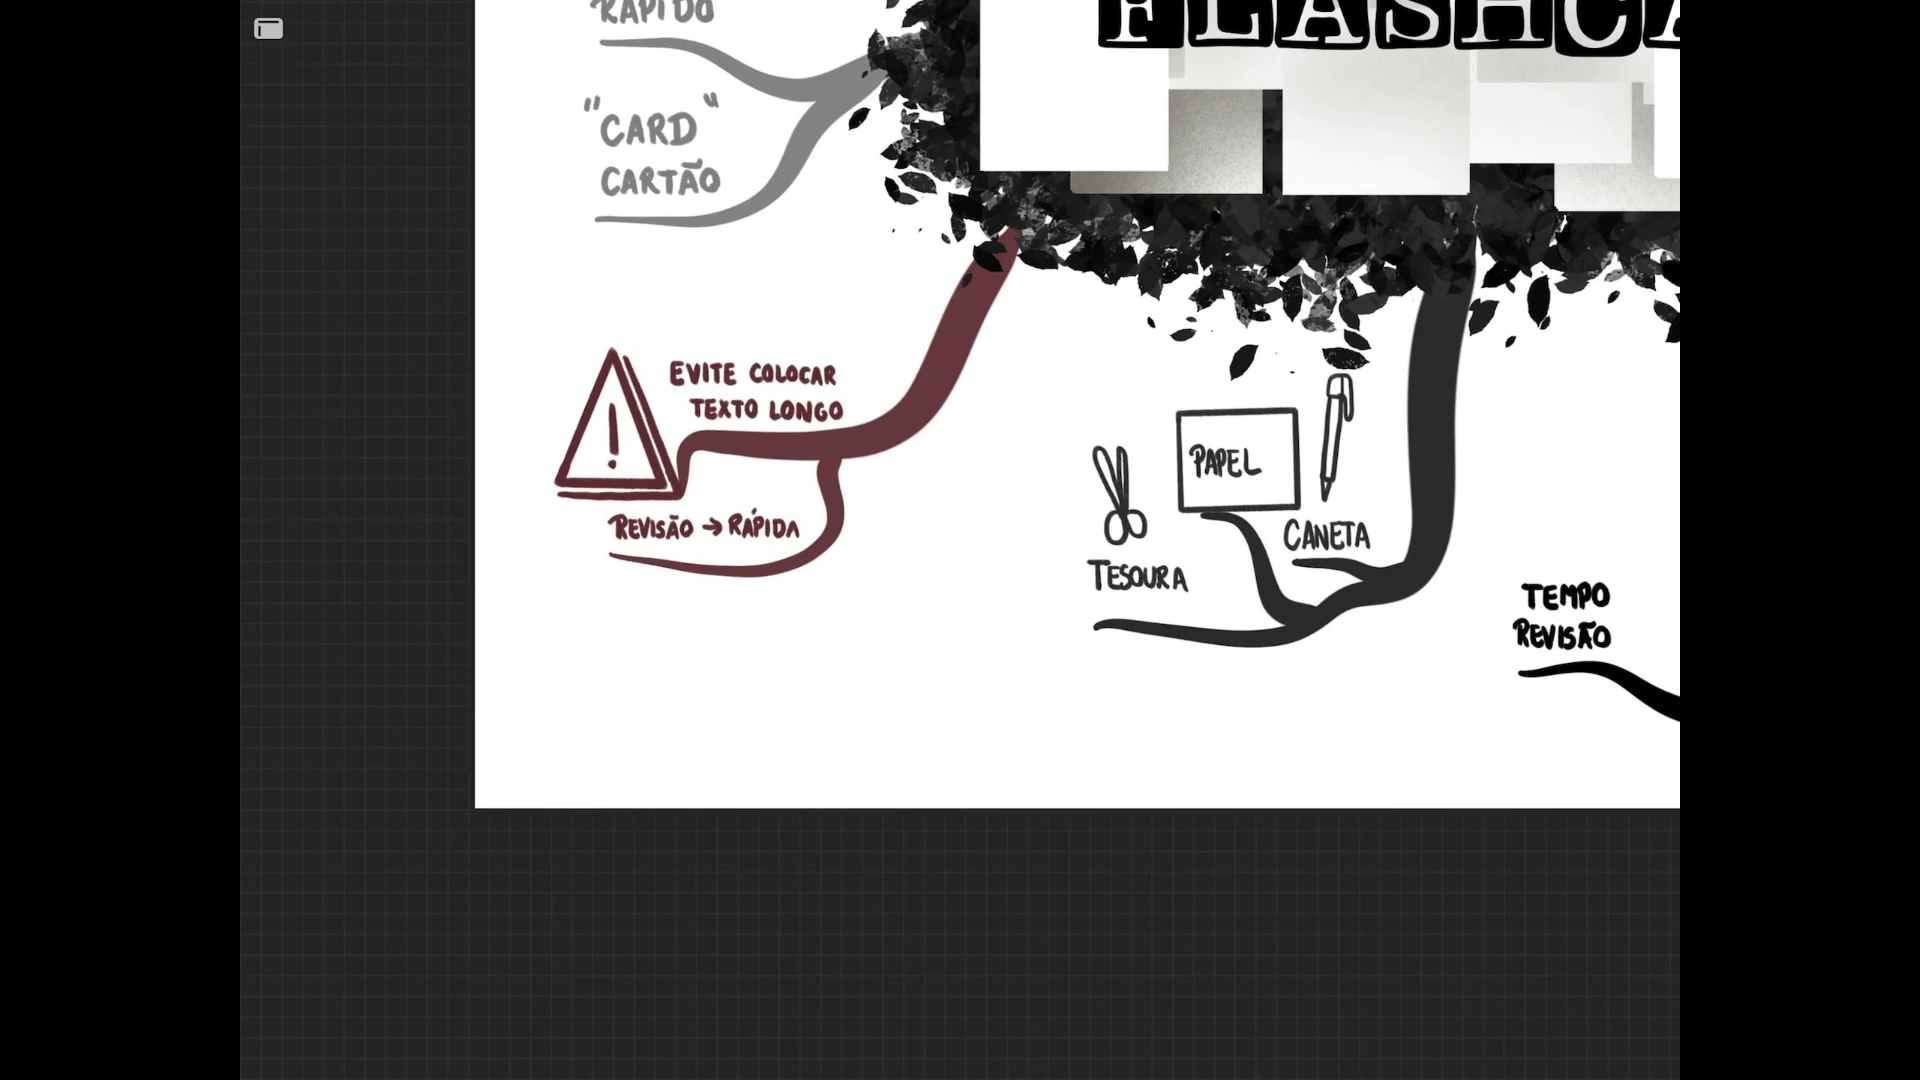 RÁPIDO
"CARD"
CARTÃO
FLASHCA
EVITE COLOCAR
TEXTO LONGO
!
REVISÃO → RÁPIDA
PAPEL
CANETA
TESOURA
TEMPO
REVISÃO